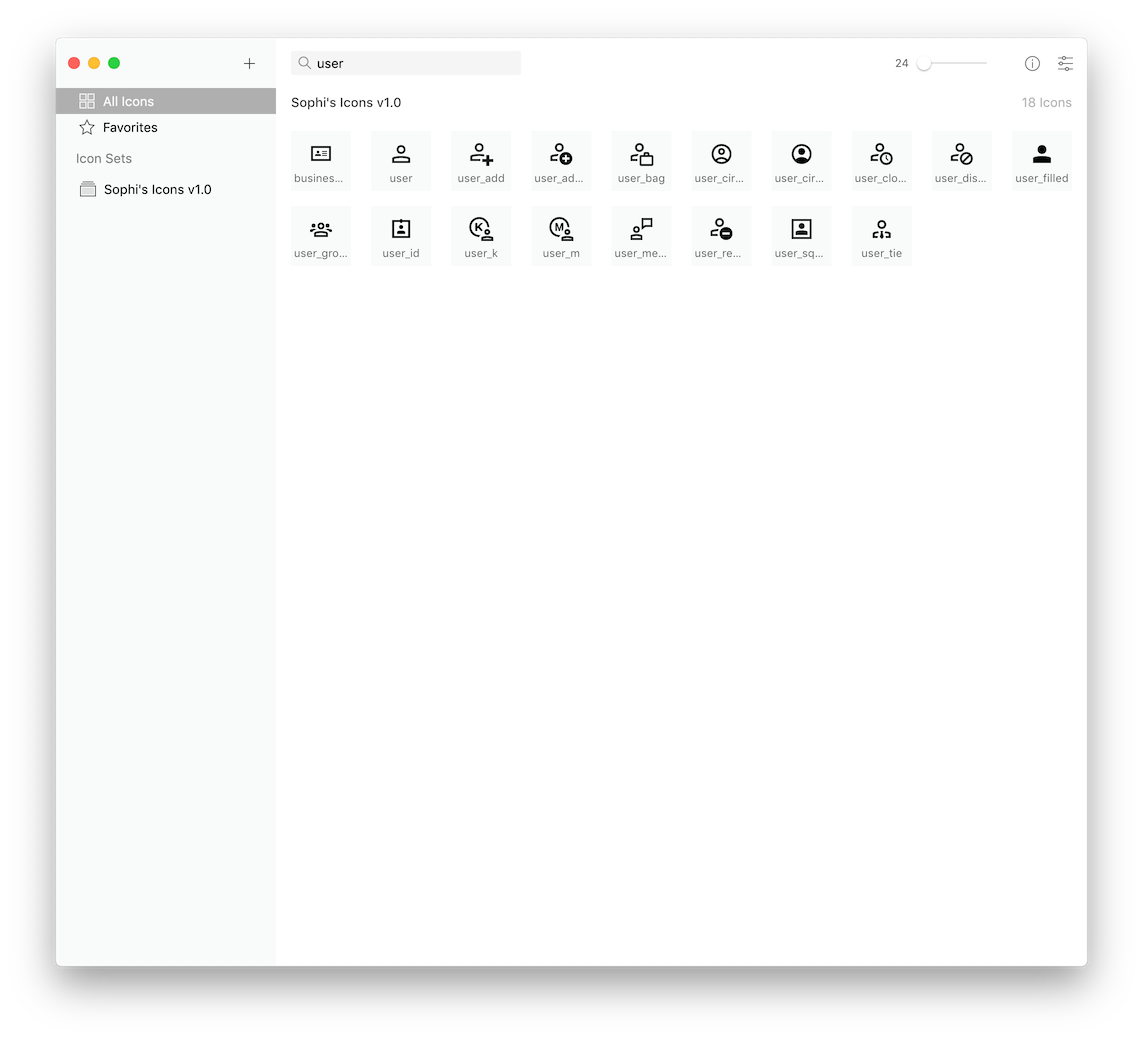 user
24
All Icons
Favorites
Icon Sets
Sophi's Icons v1.0
Sophi's Icons v1.0
18 Icons
busines...
user
user_add
user_ad...
user_bag
user_cir...
user_cir...
user_clo...
user_dis...
user_filled
user_gro...
user_id
K
user_k
M
user_m
user_me...
user_re...
user_sq...
user_tie